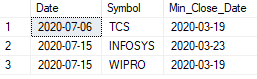 Date Symbol Min_Close_Date
1 2020-07-06 TCS 2020-03-19
2 2020-07-15 INFOSYS 2020-03-23
3 2020-07-15 WIPRO 2020-03-19